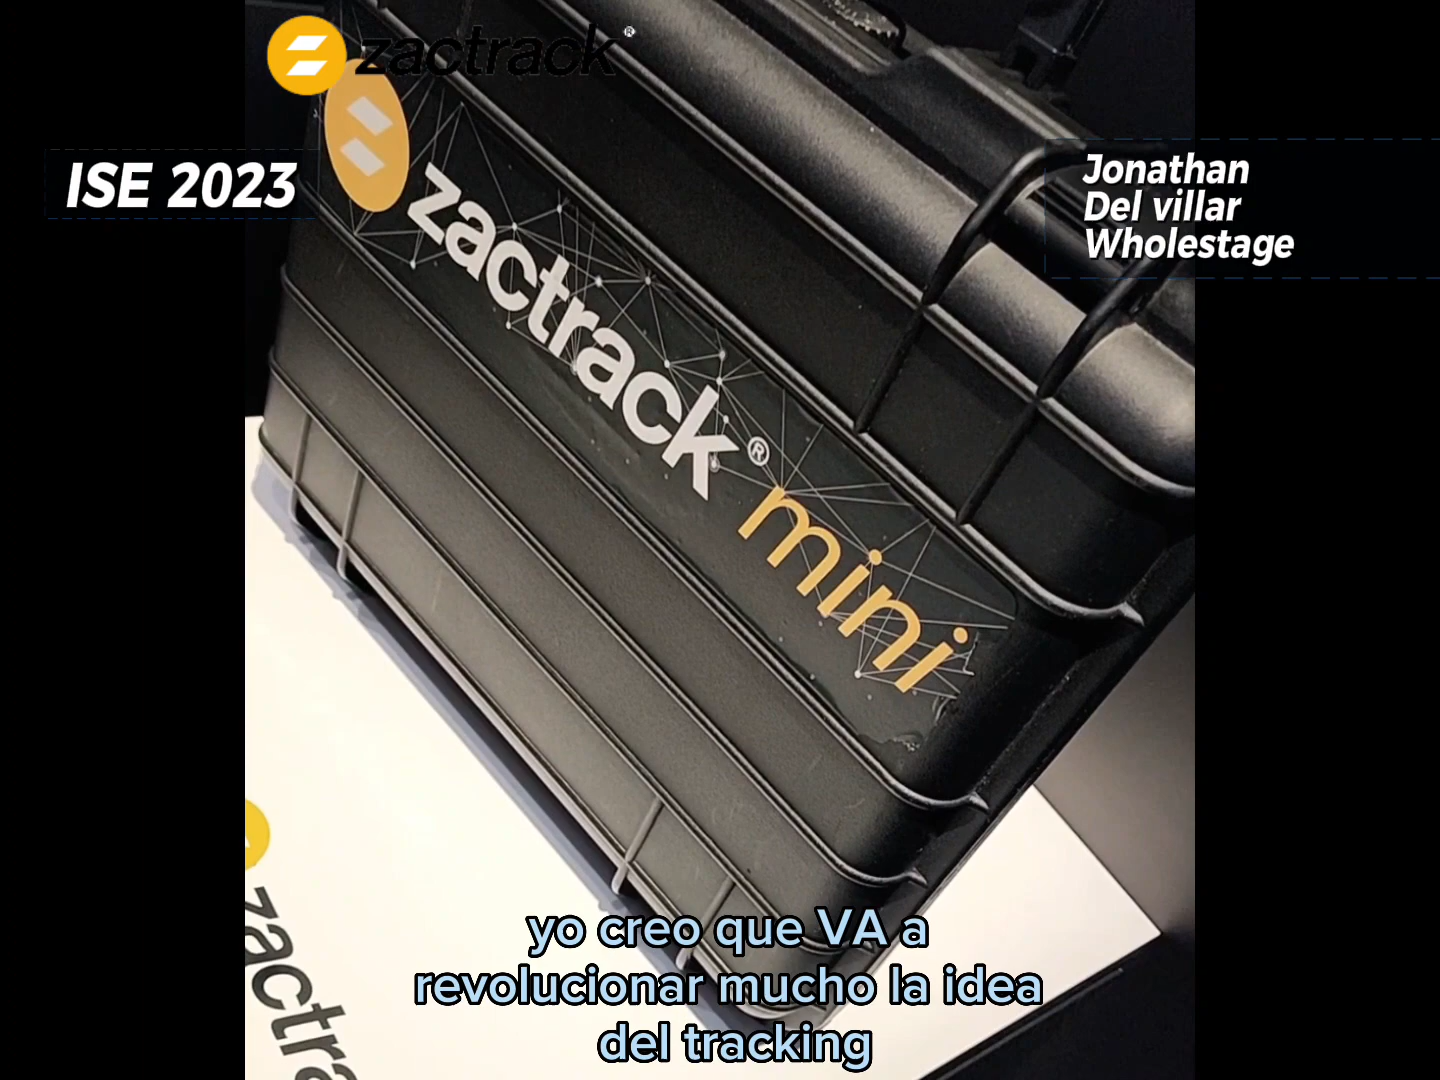 zactrack®
ISE 2023
Jonathan
Del villar
Wholestage
zactrack® mini
zactra
yo creo que VA a
revolucionar mucho la idea
del tracking